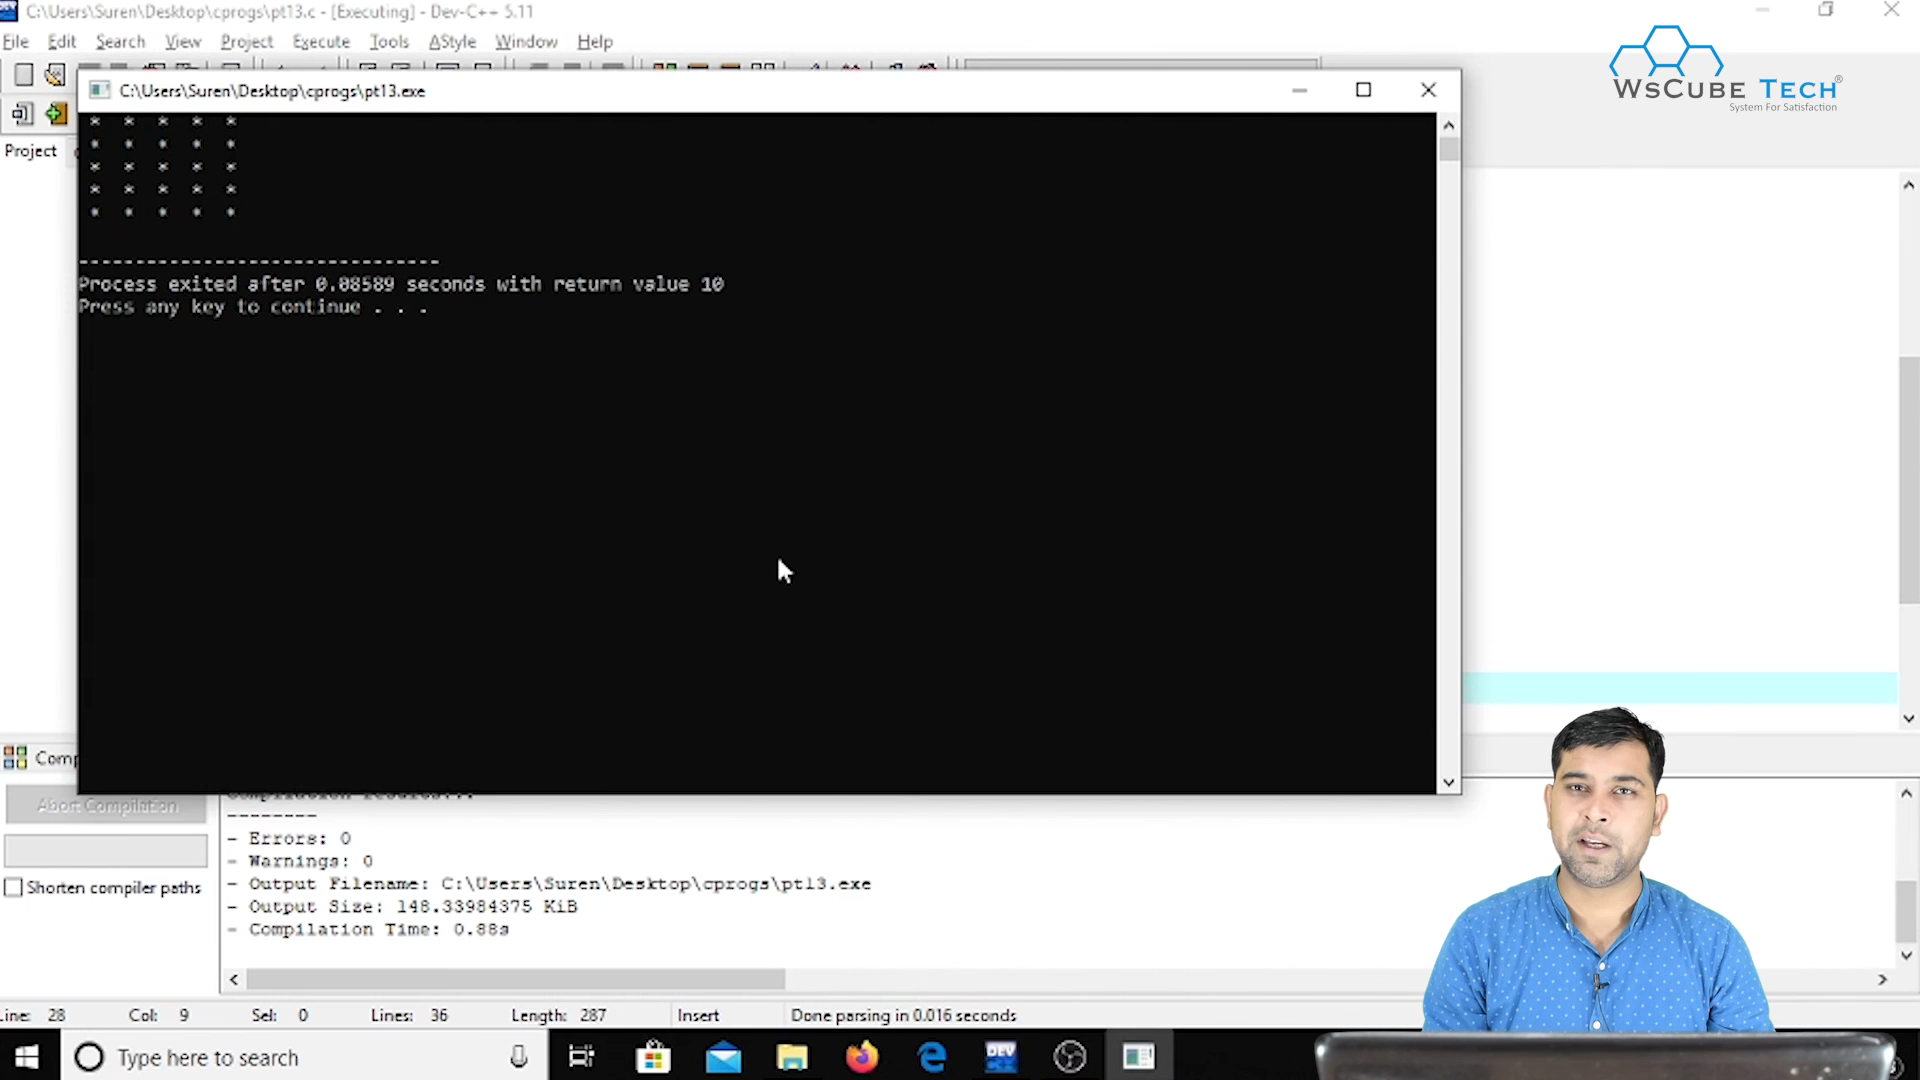 C:\Users\Suren\Desktop\cprogs\pt13.c - [Executing] - Dev-C++ 5.11
File Edit Search View Project Execute Tools AStyle Window Help
WsCube Tech®
System For Satisfaction
C:\Users\Suren\Desktop\cprogs\pt13.exe
Project
* * * * *
* * * * *
* * * * *
* * * * *
* * * * *
--------------------------------
Process exited after 0.08589 seconds with return value 10
Press any key to continue . . .
Comp
Abort Compilation
Compilation results...
--------
- Errors: 0
- Warnings: 0
Shorten compiler paths
- Output Filename: C:\Users\Suren\Desktop\cprogs\pt13.exe
- Output Size: 148.33984375 KiB
- Compilation Time: 0.88s
Line: 28 Col: 9 Sel: 0 Lines: 36 Length: 287 Insert Done parsing in 0.016 seconds
Type here to search
DEV